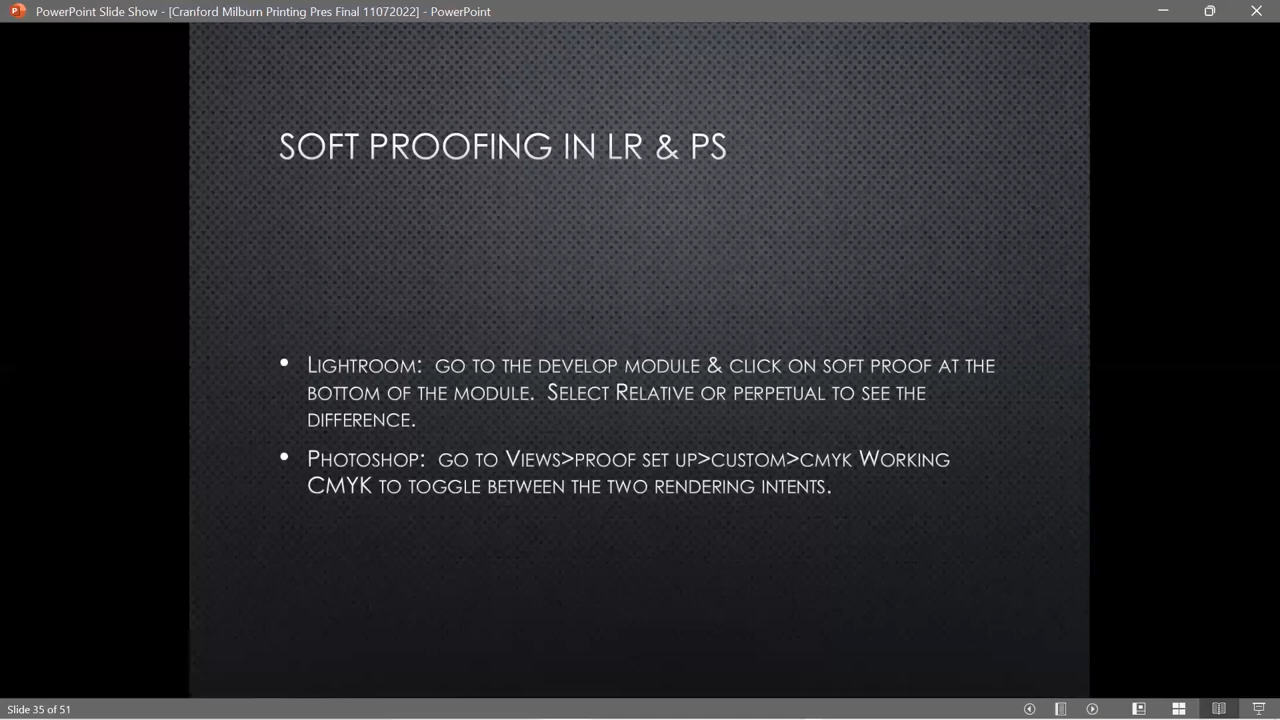 PowerPoint Slide Show - [Cranford Milburn Printing Pres Final 11072022] - PowerPoint
SOFT PROOFING IN LR & PS
• LIGHTROOM: GO TO THE DEVELOP MODULE & CLICK ON SOFT PROOF AT THE
BOTTOM OF THE MODULE. SELECT RELATIVE OR PERPETUAL TO SEE THE
DIFFERENCE.
• PHOTOSHOP: GO TO VIEWS>PROOF SET UP>CUSTOM>CMYK WORKING
CMYK TO TOGGLE BETWEEN THE TWO RENDERING INTENTS.
Slide 35 of 51